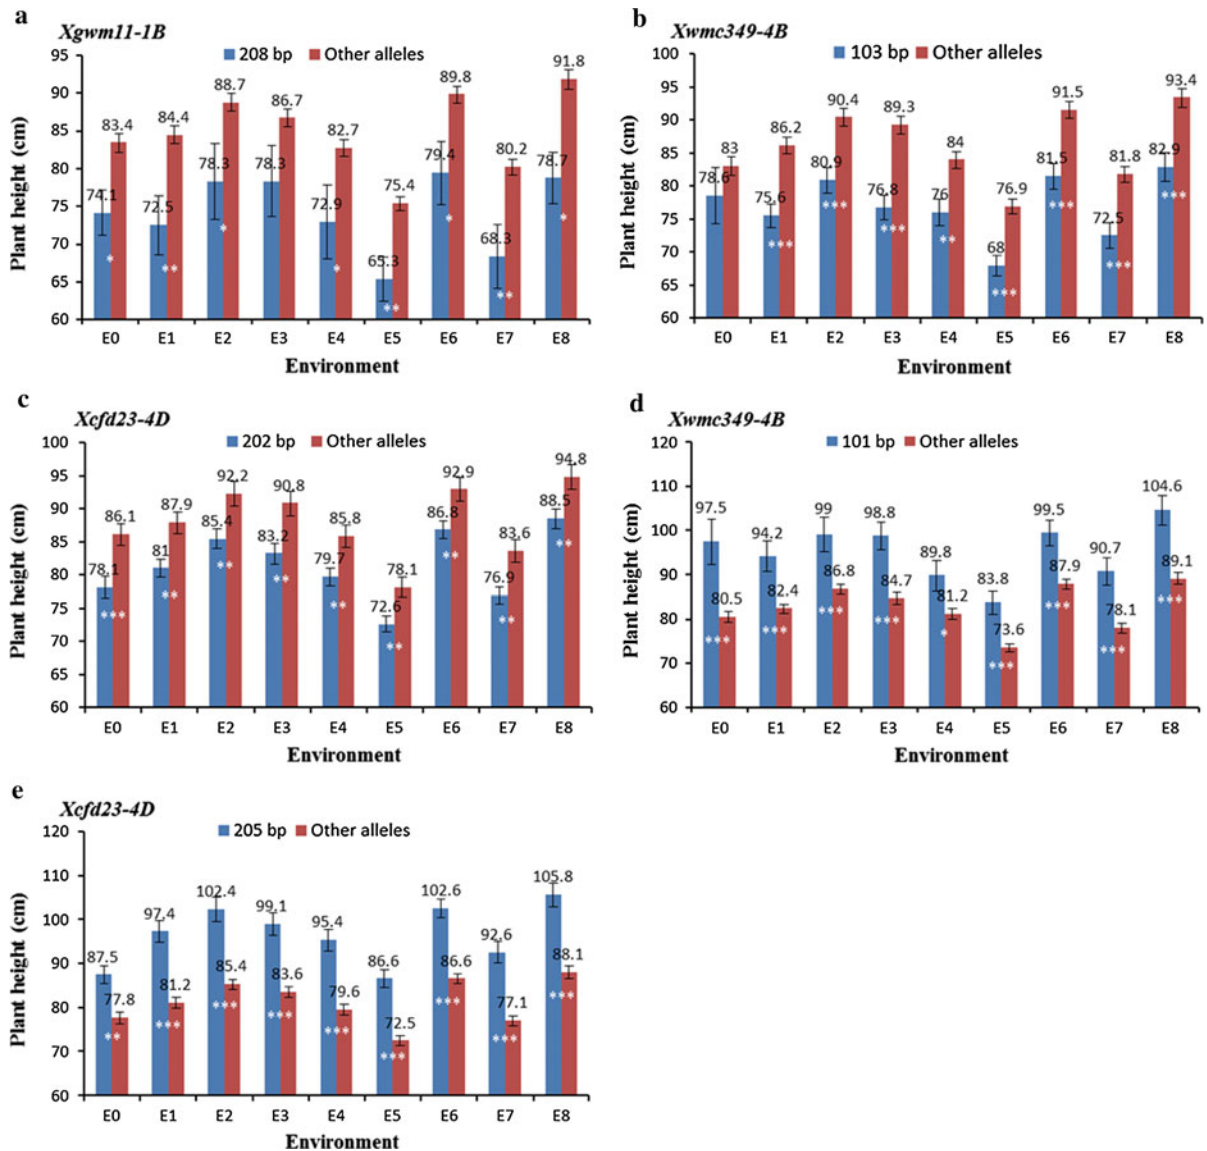 a
Xgwm11-1B
208 bp Other alleles
Plant height (cm)
95
90
85
80
75
70
65
60
74.1 83.4 72.5 84.4 78.3 88.7 78.3 86.7 72.9 82.7 65.3 75.4 79.4 89.8 68.3 80.2 78.7 91.8
* ** * * ** * ** *
E0 E1 E2 E3 E4 E5 E6 E7 E8
Environment
b
Xwmc349-4B
103 bp Other alleles
Plant height (cm)
100
95
90
85
80
75
70
65
60
78.6 83 75.6 86.2 80.9 90.4 76.8 89.3 76 84 68 76.9 81.5 91.5 72.5 81.8 82.9 93.4
*** *** *** ** *** *** *** ***
E0 E1 E2 E3 E4 E5 E6 E7 E8
Environment
c
Xcfd23-4D
202 bp Other alleles
Plant height (cm)
100
95
90
85
80
75
70
65
60
78.1 86.1 81 87.9 85.4 92.2 83.2 90.8 79.7 85.8 72.6 78.1 86.8 92.9 76.9 83.6 88.5 94.8
*** ** ** ** ** ** ** ** **
E0 E1 E2 E3 E4 E5 E6 E7 E8
Environment
d
Xwmc349-4B
101 bp Other alleles
Plant height (cm)
120
110
100
90
80
70
60
97.5 80.5 94.2 82.4 99 86.8 98.8 84.7 89.8 81.2 83.8 73.6 99.5 87.9 90.7 78.1 104.6 89.1
*** *** *** *** * *** *** *** ***
E0 E1 E2 E3 E4 E5 E6 E7 E8
Environment
e
Xcfd23-4D
205 bp Other alleles
Plant height (cm)
120
110
100
90
80
70
60
87.5 77.8 97.4 81.2 102.4 85.4 99.1 83.6 95.4 79.6 86.6 72.5 102.6 86.6 92.6 77.1 105.8 88.1
** *** *** *** *** *** *** *** ***
E0 E1 E2 E3 E4 E5 E6 E7 E8
Environment